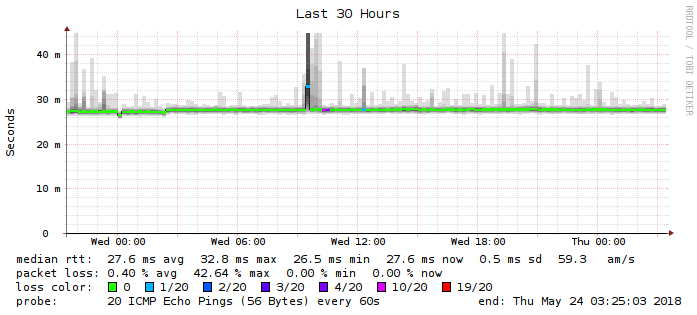 Last 30 Hours
RRDTOOL / TOBI OETIKER
Seconds
40 m
30 m
20 m
10 m
0
Wed 00:00 Wed 06:00 Wed 12:00 Wed 18:00 Thu 00:00
median rtt: 27.6 ms avg 32.8 ms max 26.5 ms min 27.6 ms now 0.5 ms sd 59.3 am/s
packet loss: 0.40 % avg 42.64 % max 0.00 % min 0.00 % now
loss color: 0 1/20 2/20 3/20 4/20 10/20 19/20
probe: 20 ICMP Echo Pings (56 Bytes) every 60s end: Thu May 24 03:25:03 2018